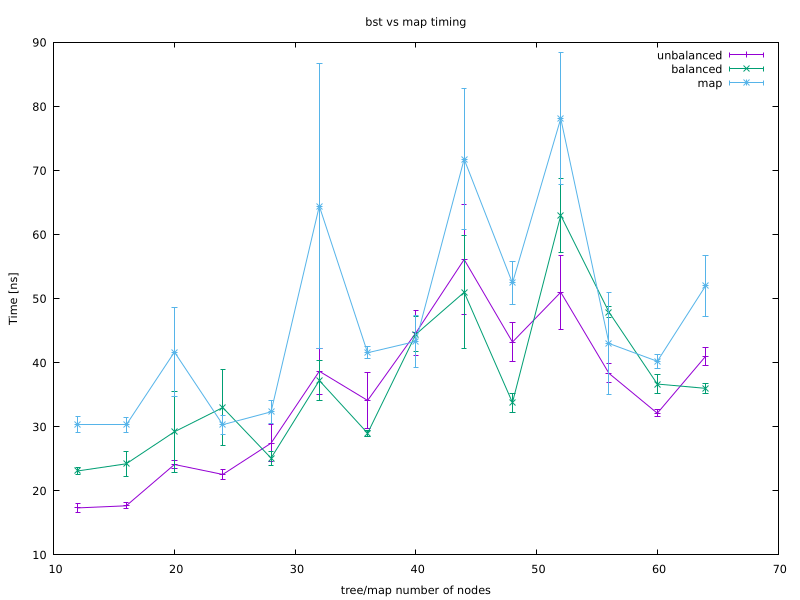 bst vs map timing
unbalanced
balanced
map
90
80
70
60
50
40
30
20
10
Time [ns]
10 20 30 40 50 60 70
tree/map number of nodes